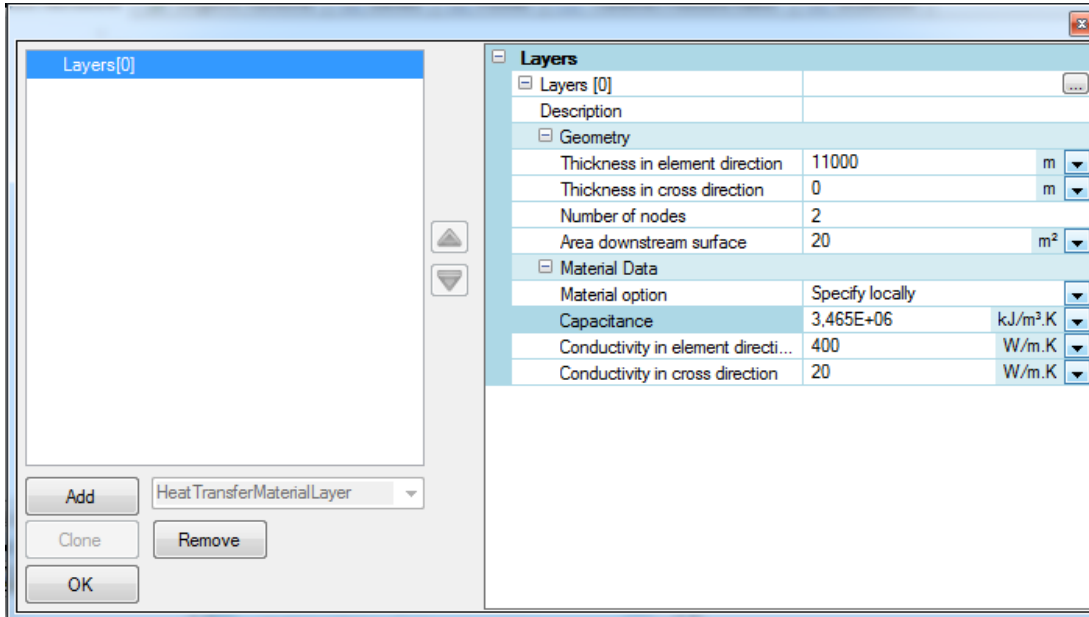 Layers[0]
Add
HeatTransferMaterialLayer
Clone
Remove
OK
Layers
Layers [0]
...
Description
Geometry
Thickness in element direction 11000 m
Thickness in cross direction 0 m
Number of nodes 2
Area downstream surface 20 m²
Material Data
Material option Specify locally
Capacitance 3,465E+06 kJ/m³.K
Conductivity in element directi... 400 W/m.K
Conductivity in cross direction 20 W/m.K